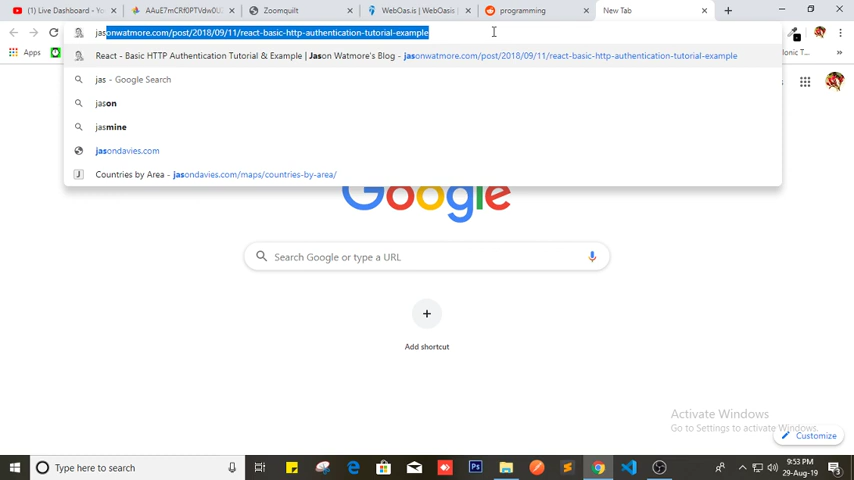 (1) Live Dashboard - Yo
Zoomquilt
WebOas.is | WebOasis |
programming
New Tab
jasonwatmore.com/post/2018/09/11/react-basic-http-authentication-tutorial-example
React - Basic HTTP Authentication Tutorial & Example | Jason Watmore's Blog - jasonwatmore.com/post/2018/09/11/react-basic-http-authentication-tutorial-example
Apps
jas - Google Search
jason
jasmine
jasondavies.com
Countries by Area - jasondavies.com/maps/countries-by-area/
Google
Search Google or type a URL
Add shortcut
Activate Windows
Go to Settings to activate Windows.
Customize
Type here to search
9:53 PM
29-Aug-19